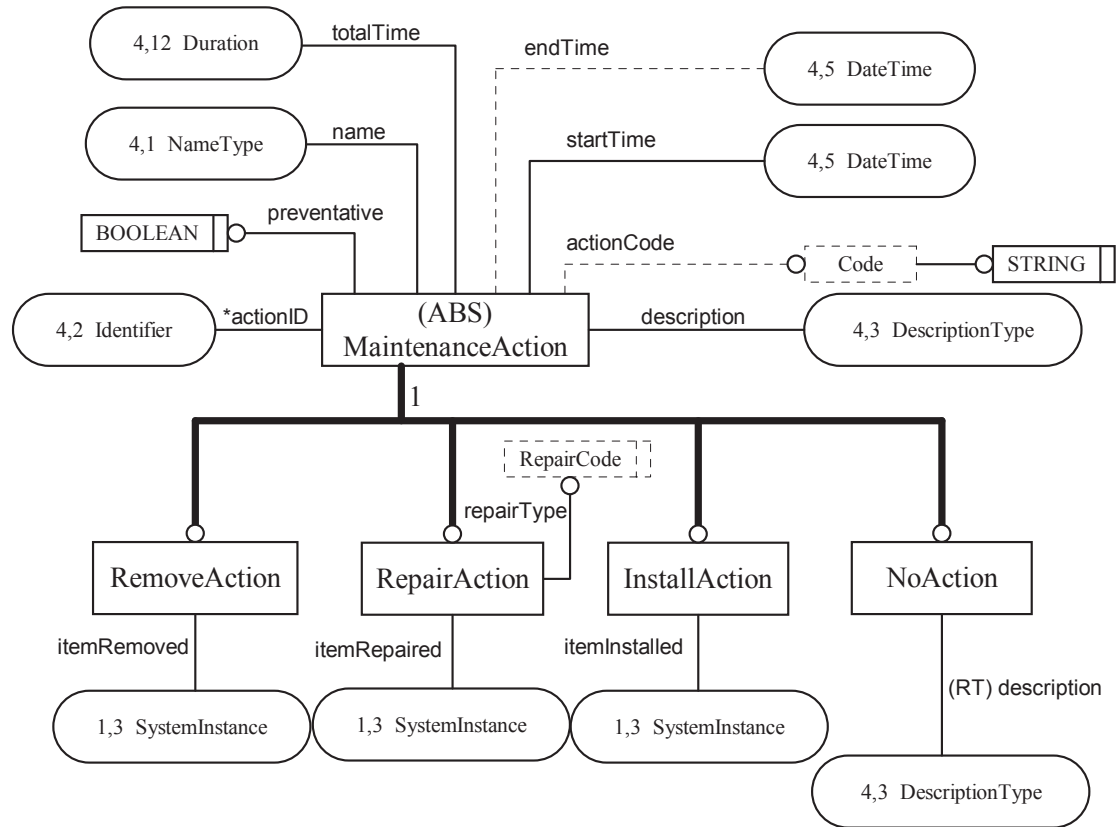 4,12 Duration
totalTime
endTime
4,5 DateTime
4,1 NameType
name
startTime
4,5 DateTime
BOOLEAN
preventative
actionCode
Code
STRING
4,2 Identifier
*actionID
(ABS)
MaintenanceAction
description
4,3 DescriptionType
1
RepairCode
repairType
RemoveAction
RepairAction
InstallAction
NoAction
itemRemoved
itemRepaired
itemInstalled
(RT) description
1,3 SystemInstance
1,3 SystemInstance
1,3 SystemInstance
4,3 DescriptionType